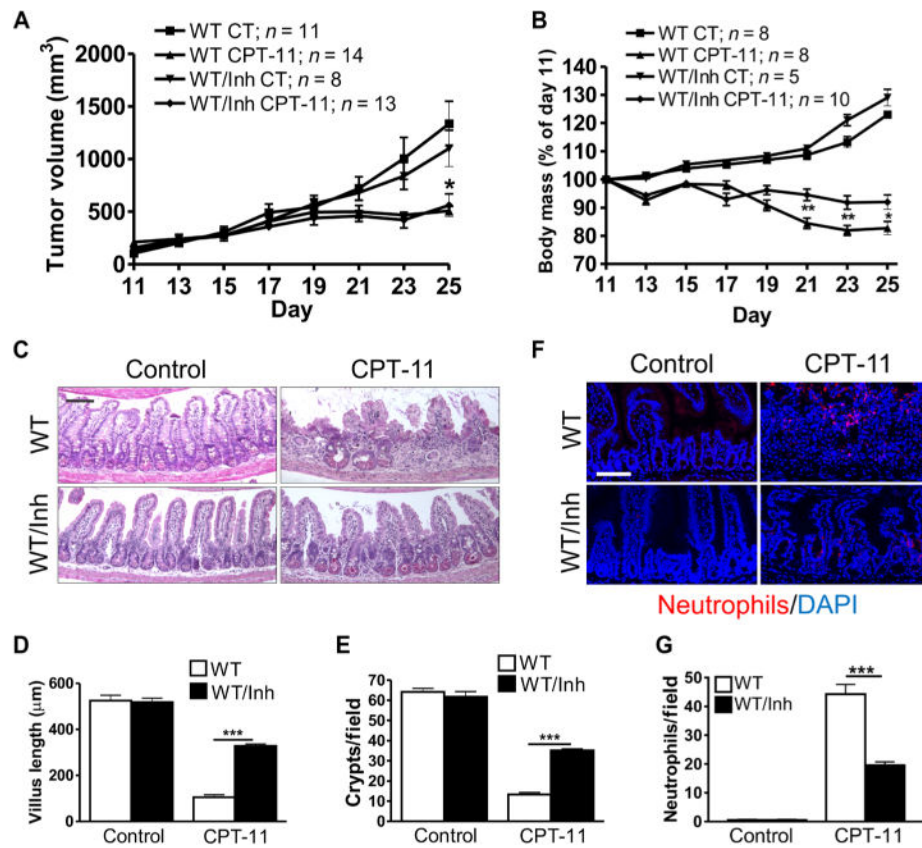 A
WT CT; n = 11
WT CPT-11; n = 14
WT/Inh CT; n = 8
WT/Inh CPT-11; n = 13
Tumor volume (mm³)
2000
1500
1000
500
0
*
11 13 15 17 19 21 23 25
Day
B
WT CT; n = 8
WT CPT-11; n = 8
WT/Inh CT; n = 5
WT/Inh CPT-11; n = 10
Body mass (% of day 11)
140
130
120
110
100
90
80
70
** ** *
11 13 15 17 19 21 23 25
Day
C
Control CPT-11
WT
WT/Inh
F
Control CPT-11
WT
WT/Inh
Neutrophils/DAPI
D
WT
WT/Inh
Villus length (μm)
600
400
200
0
***
Control CPT-11
E
WT
WT/Inh
Crypts/field
70
60
50
40
30
20
10
0
***
Control CPT-11
G
WT
WT/Inh
Neutrophils/field
50
40
30
20
10
0
***
Control CPT-11